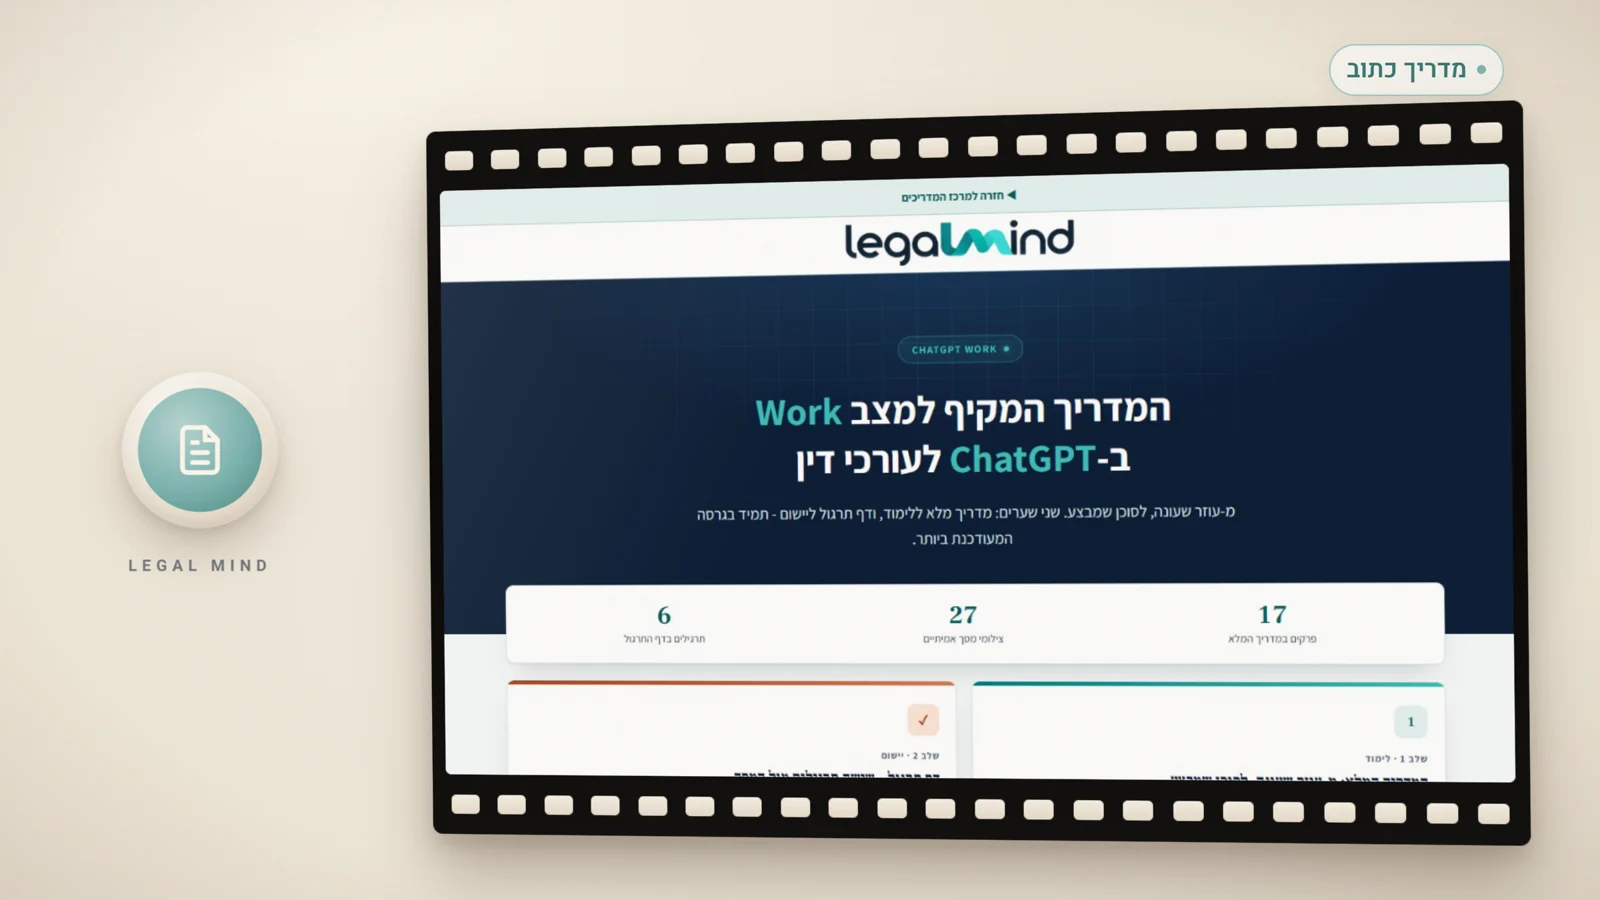 מדריך כתוב
חזרה למרכז המדריכים
legalmind
CHATGPT WORK
המדריך המקיף למצב Work
ב-ChatGPT לעורכי דין
מ-עוזר שעונה, לסוכן שמבצע. שני שערים: מדריך מלא ללימוד, ודף תרגול ליישום - תמיד בגרסה
המעודכנת ביותר.
17
פרקים במדריך המלא
27
צילומי מסך אמיתיים
6
תרגילים בדף התרגול
1
שלב 1 · לימוד
שלב 2 · יישום
LEGAL MIND